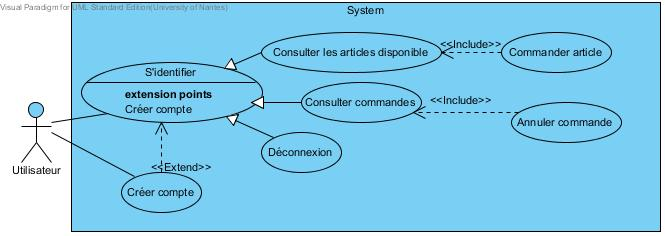 Visual Paradigm for UML Standard Edition(University of Nantes)
System
Consulter les articles disponible
<<Include>>
Commander article
S'identifier
extension points
Créer compte
Consulter commandes
<<Include>>
Annuler commande
Déconnexion
Utilisateur
<<Extend>>
Créer compte